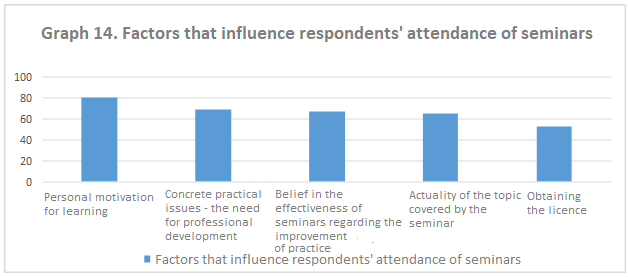 Graph 14. Factors that influence respondents' attendance of seminars
100
80
60
40
20
0
Personal motivation
for learning
Concrete practical
issues - the need
for professional
development
Belief in the
effectiveness of
seminars regarding the
improvement
of practice
Actuality of the topic
covered by the
seminar
Obtaining
the licence
Factors that influence respondents' attendance of seminars